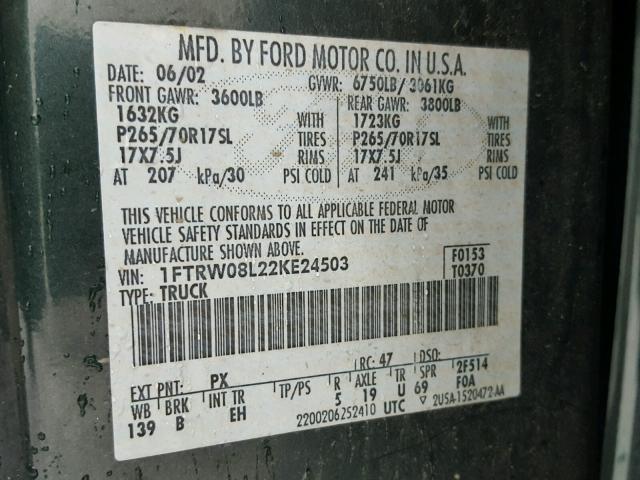 MFD. BY FORD MOTOR CO. IN U.S.A.
DATE: 06/02 GVWR: 6750LB/ 3061KG
FRONT GAWR: 3600LB REAR GAWR: 3800LB
1632KG WITH 1723KG WITH
P265/70R17SL TIRES P265/70R17SL TIRES
17X7.5J RIMS 17X7.5J RIMS
AT 207 kPa/30 PSI COLD AT 241 kPa/35 PSI COLD
THIS VEHICLE CONFORMS TO ALL APPLICABLE FEDERAL MOTOR
VEHICLE SAFETY STANDARDS IN EFFECT ON THE DATE OF
MANUFACTURE SHOWN ABOVE.
VIN: 1FTRW08L22KE24503 F0153
TYPE: TRUCK T0370
RC: 47 DSO:
EXT PNT: PX 2F514
WB BRK INT TR TP/PS R AXLE TR SPR F0A
139 B EH 5 19 U 69
2200206252410 UTC ▽ 2U5A-1520472-AA